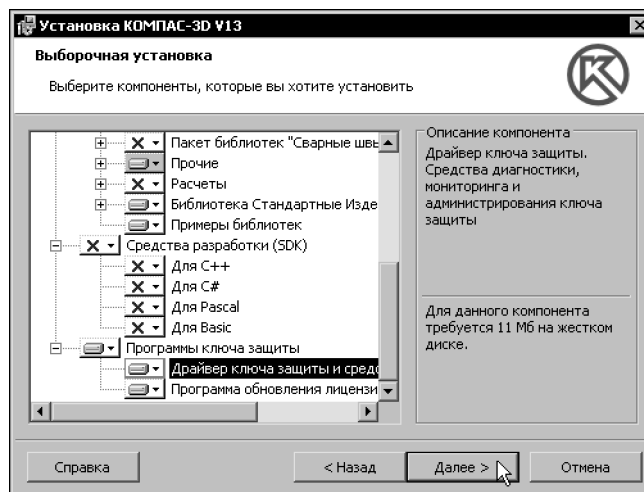 Установка КОМПАС-3D V13
Выборочная установка
Выберите компоненты, которые вы хотите установить
Пакет библиотек "Сварные шве
Прочие
Расчеты
Библиотека Стандартные Изде
Примеры библиотек
Средства разработки (SDK)
Для C++
Для C#
Для Pascal
Для Basic
Программы ключа защиты
Драйвер ключа защиты и средс
Программа обновления лицензи
Описание компонента
Драйвер ключа защиты.
Средства диагностики,
мониторинга и
администрирования ключа
защиты
Для данного компонента
требуется 11 Мб на жестком
диске.
Справка
< Назад
Далее >
Отмена